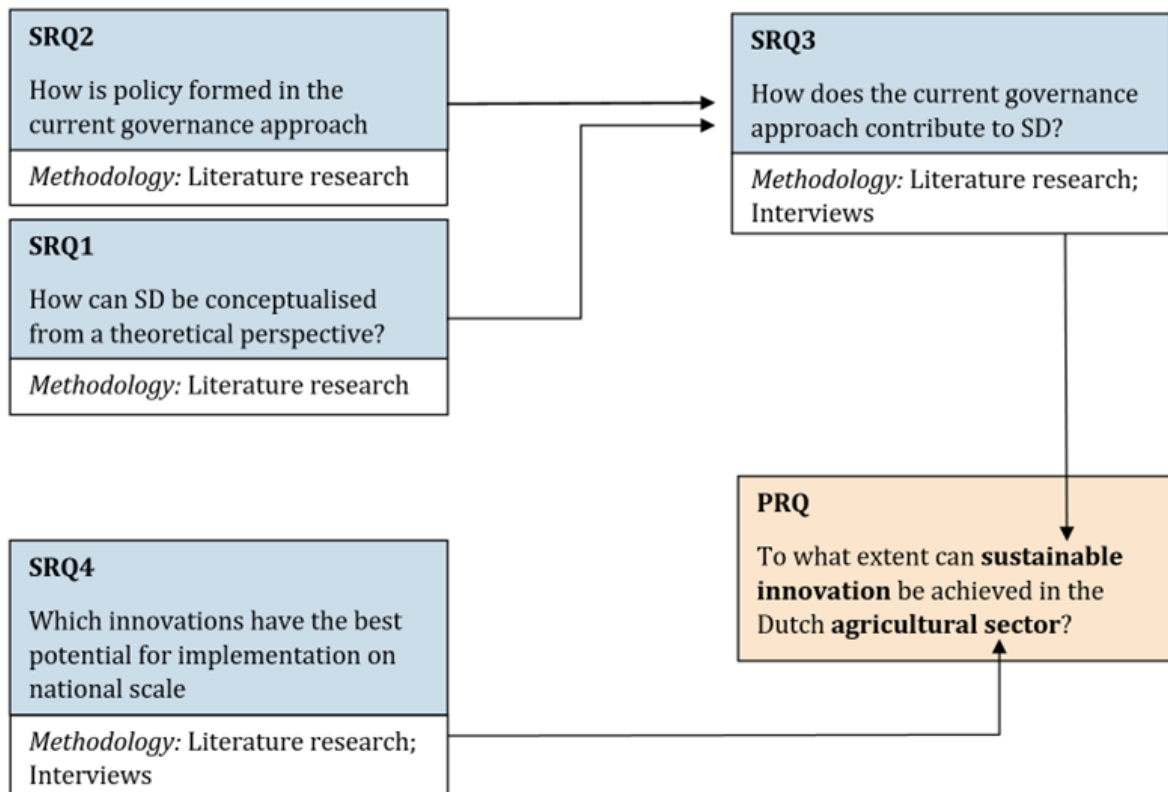 SRQ2
How is policy formed in the
current governance approach
Methodology: Literature research
SRQ1
How can SD be conceptualised
from a theoretical perspective?
Methodology: Literature research
SRQ3
How does the current governance
approach contribute to SD?
Methodology: Literature research;
Interviews
SRQ4
Which innovations have the best
potential for implementation on
national scale
Methodology: Literature research;
Interviews
PRQ
To what extent can sustainable
innovation be achieved in the
Dutch agricultural sector?